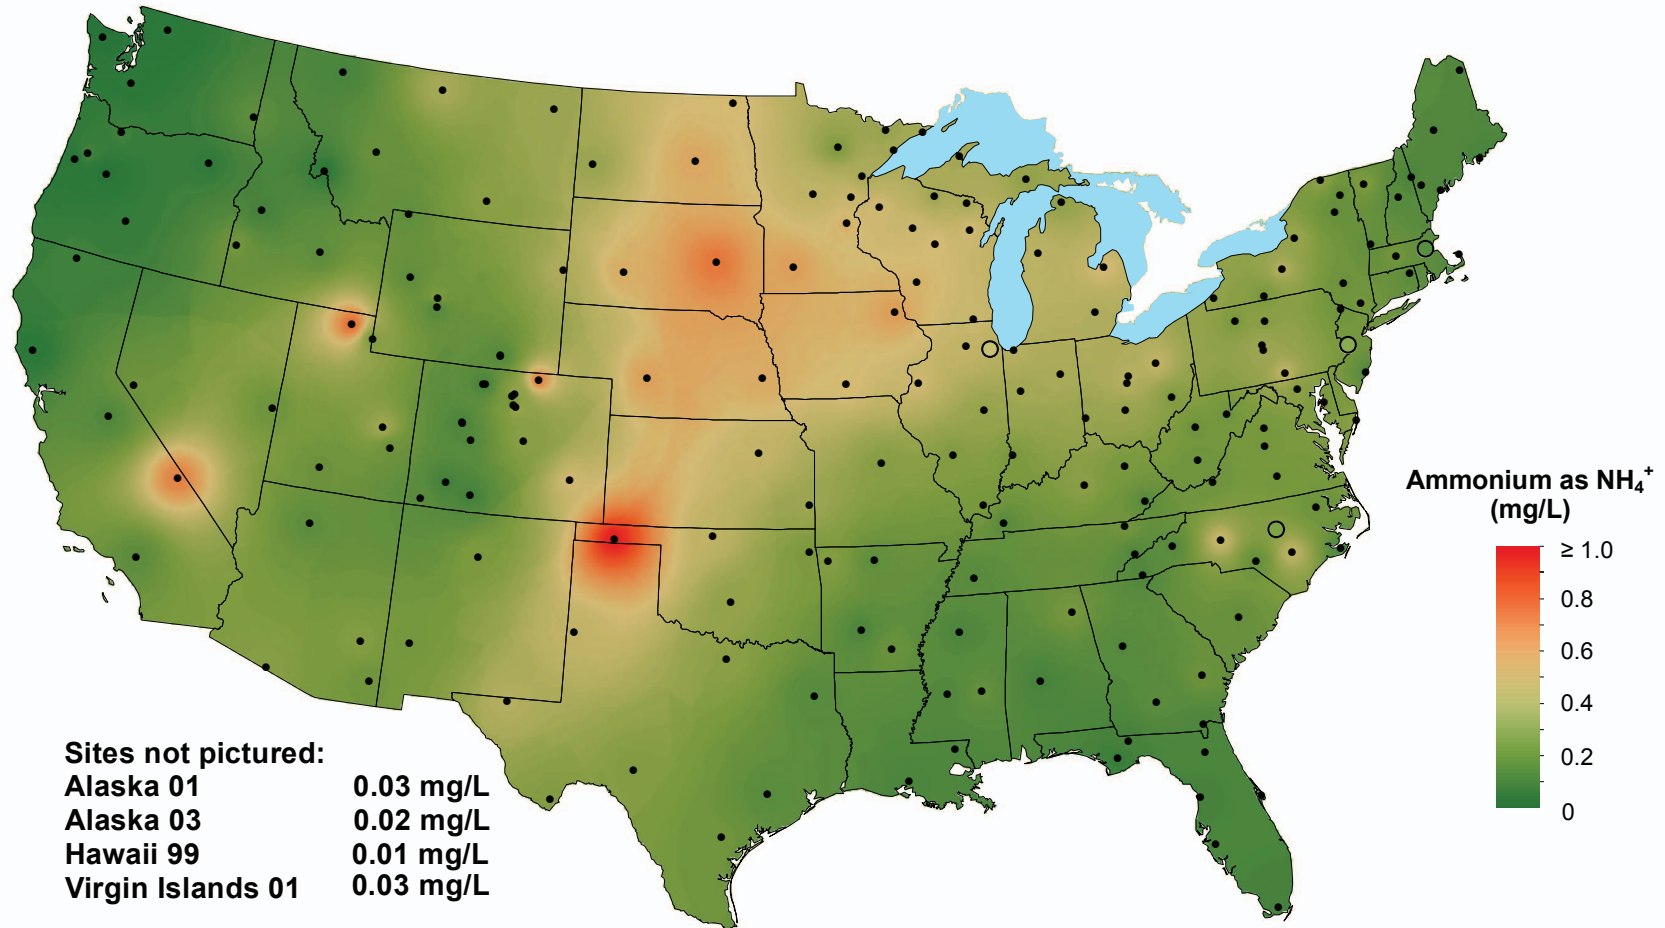 Ammonium as NH₄⁺
(mg/L)
≥ 1.0
0.8
0.6
0.4
0.2
0
Sites not pictured:
Alaska 01 0.03 mg/L
Alaska 03 0.02 mg/L
Hawaii 99 0.01 mg/L
Virgin Islands 01 0.03 mg/L